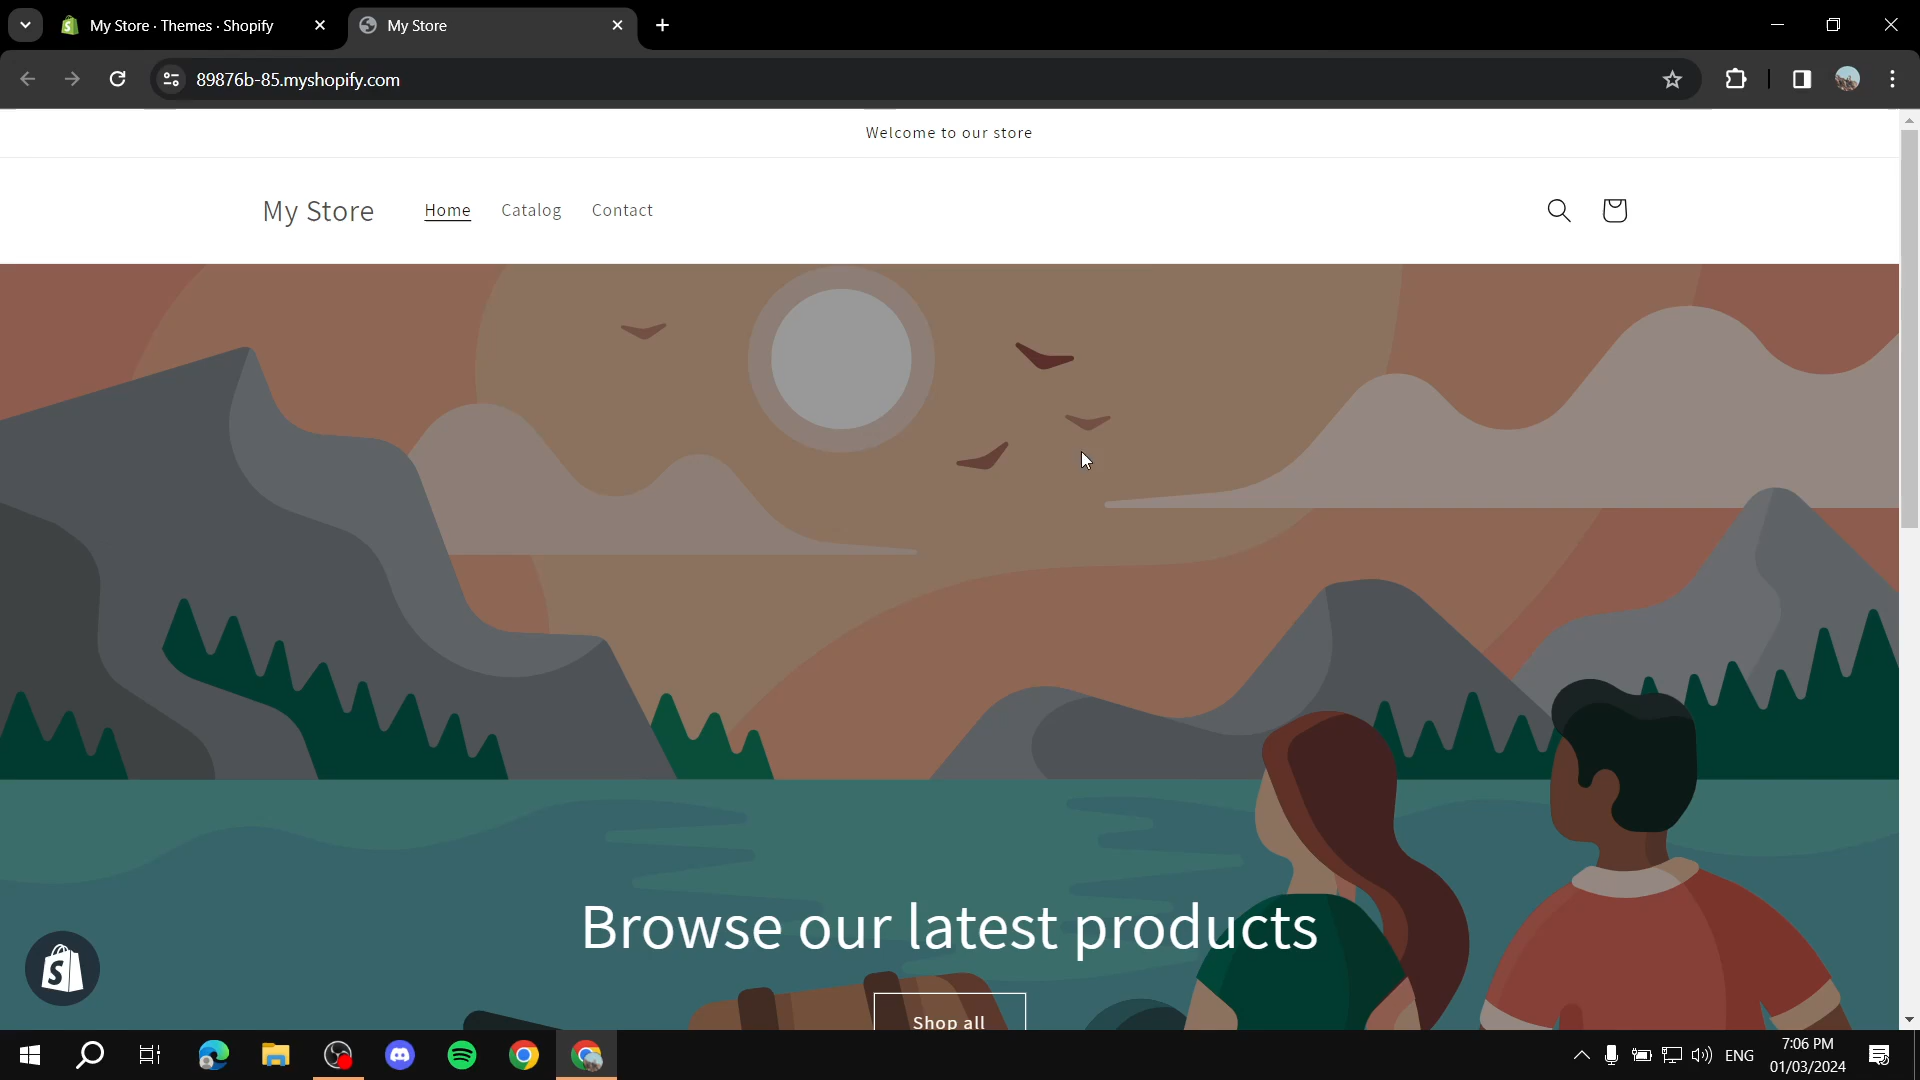 My Store · Themes · Shopify
My Store
89876b-85.myshopify.com
Welcome to our store
My Store
Home
Catalog
Contact
Browse our latest products
Shop all
ENG
7:06 PM
01/03/2024